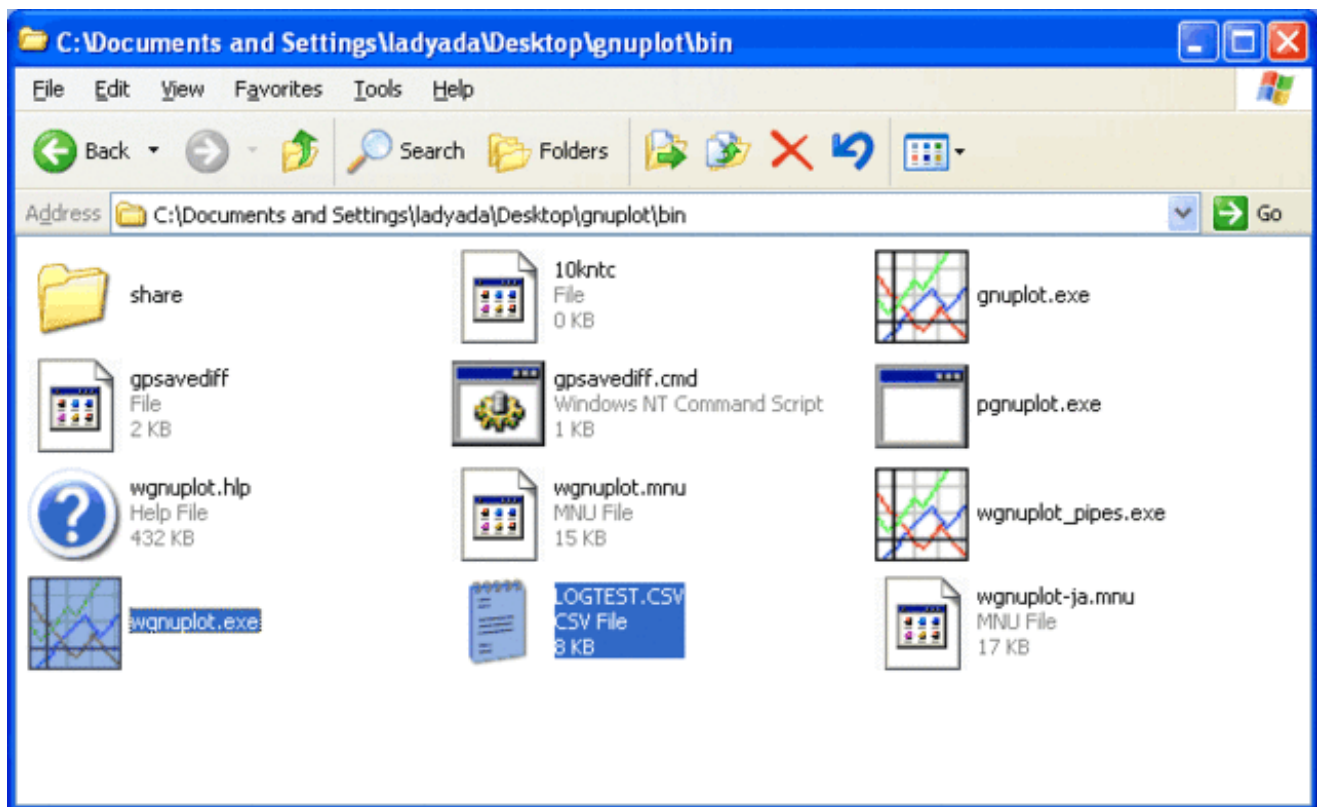 C:\Documents and Settings\ladyada\Desktop\gnuplot\bin
File Edit View Favorites Tools Help
Back Search Folders
Address C:\Documents and Settings\ladyada\Desktop\gnuplot\bin Go
share
10kntc
File
0 KB
gnuplot.exe
gpsavediff
File
2 KB
gpsavediff.cmd
Windows NT Command Script
1 KB
pgnuplot.exe
wgnuplot.hlp
Help File
432 KB
wgnuplot.mnu
MNU File
15 KB
wgnuplot_pipes.exe
wgnuplot.exe
LOGTEST.CSV
CSV File
8 KB
wgnuplot-ja.mnu
MNU File
17 KB